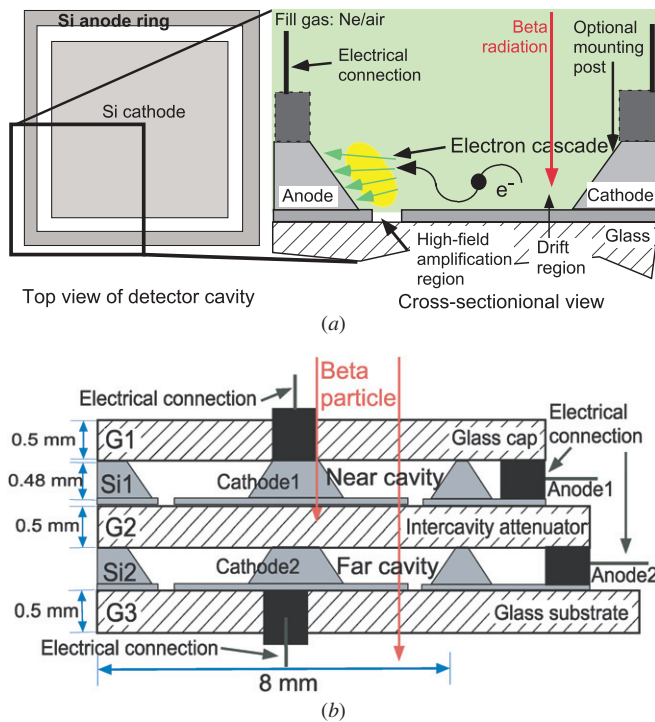 Si anode ring
Si cathode
Top view of detector cavity
Fill gas: Ne/air
Electrical
connection
Beta
radiation
Optional
mounting
post
Electron cascade
Anode
e-
Cathode
Glass
High-field
amplification
region
Drift
region
Cross-sectionional view
(a)
Electrical connection
Beta
particle
Electrical
connection
0.5 mm
G1
Glass cap
0.48 mm
Si1
Cathode1
Near cavity
Anode1
0.5 mm
G2
Intercavity attenuator
Si2
Cathode2
Far cavity
Anode2
0.5 mm
G3
Glass substrate
Electrical connection
8 mm
(b)